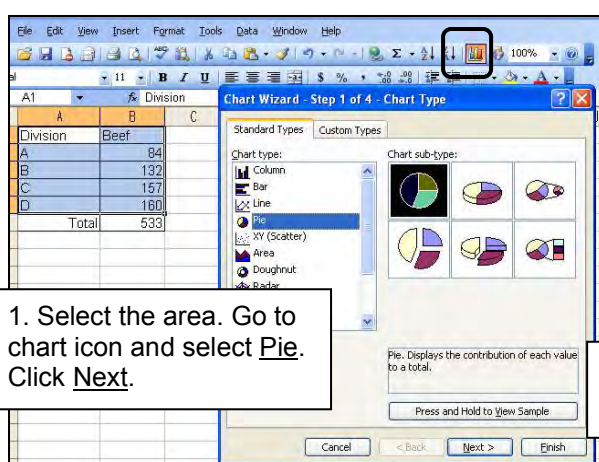 File Edit View Insert Format Tools Data Window Help
Σ 100%
11 B I U $ % ,
A1 fx Division
A B C
Division Beef
A 84
B 132
C 157
D 160
Total 533
Chart Wizard - Step 1 of 4 - Chart Type
Standard Types Custom Types
Chart type:
Column
Bar
Line
Pie
XY (Scatter)
Area
Doughnut
Radar
Chart sub-type:
Pie. Displays the contribution of each value
to a total.
Press and Hold to View Sample
Cancel < Back Next > Finish
1. Select the area. Go to
chart icon and select Pie.
Click Next.